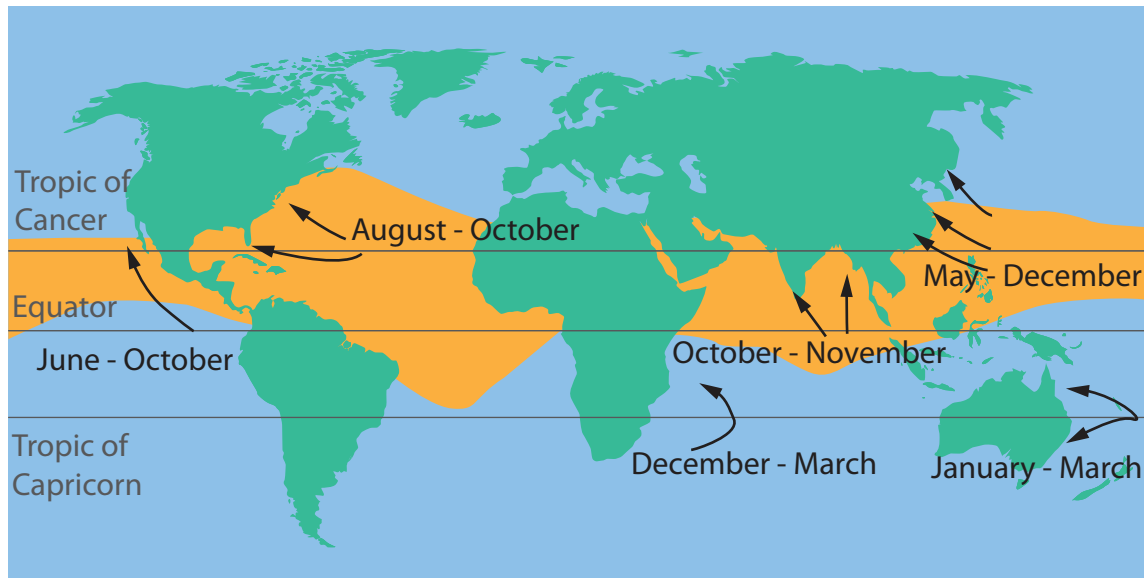 Tropic of
Cancer
August - October
May - December
Equator
June - October
October - November
Tropic of
Capricorn
December - March
January - March